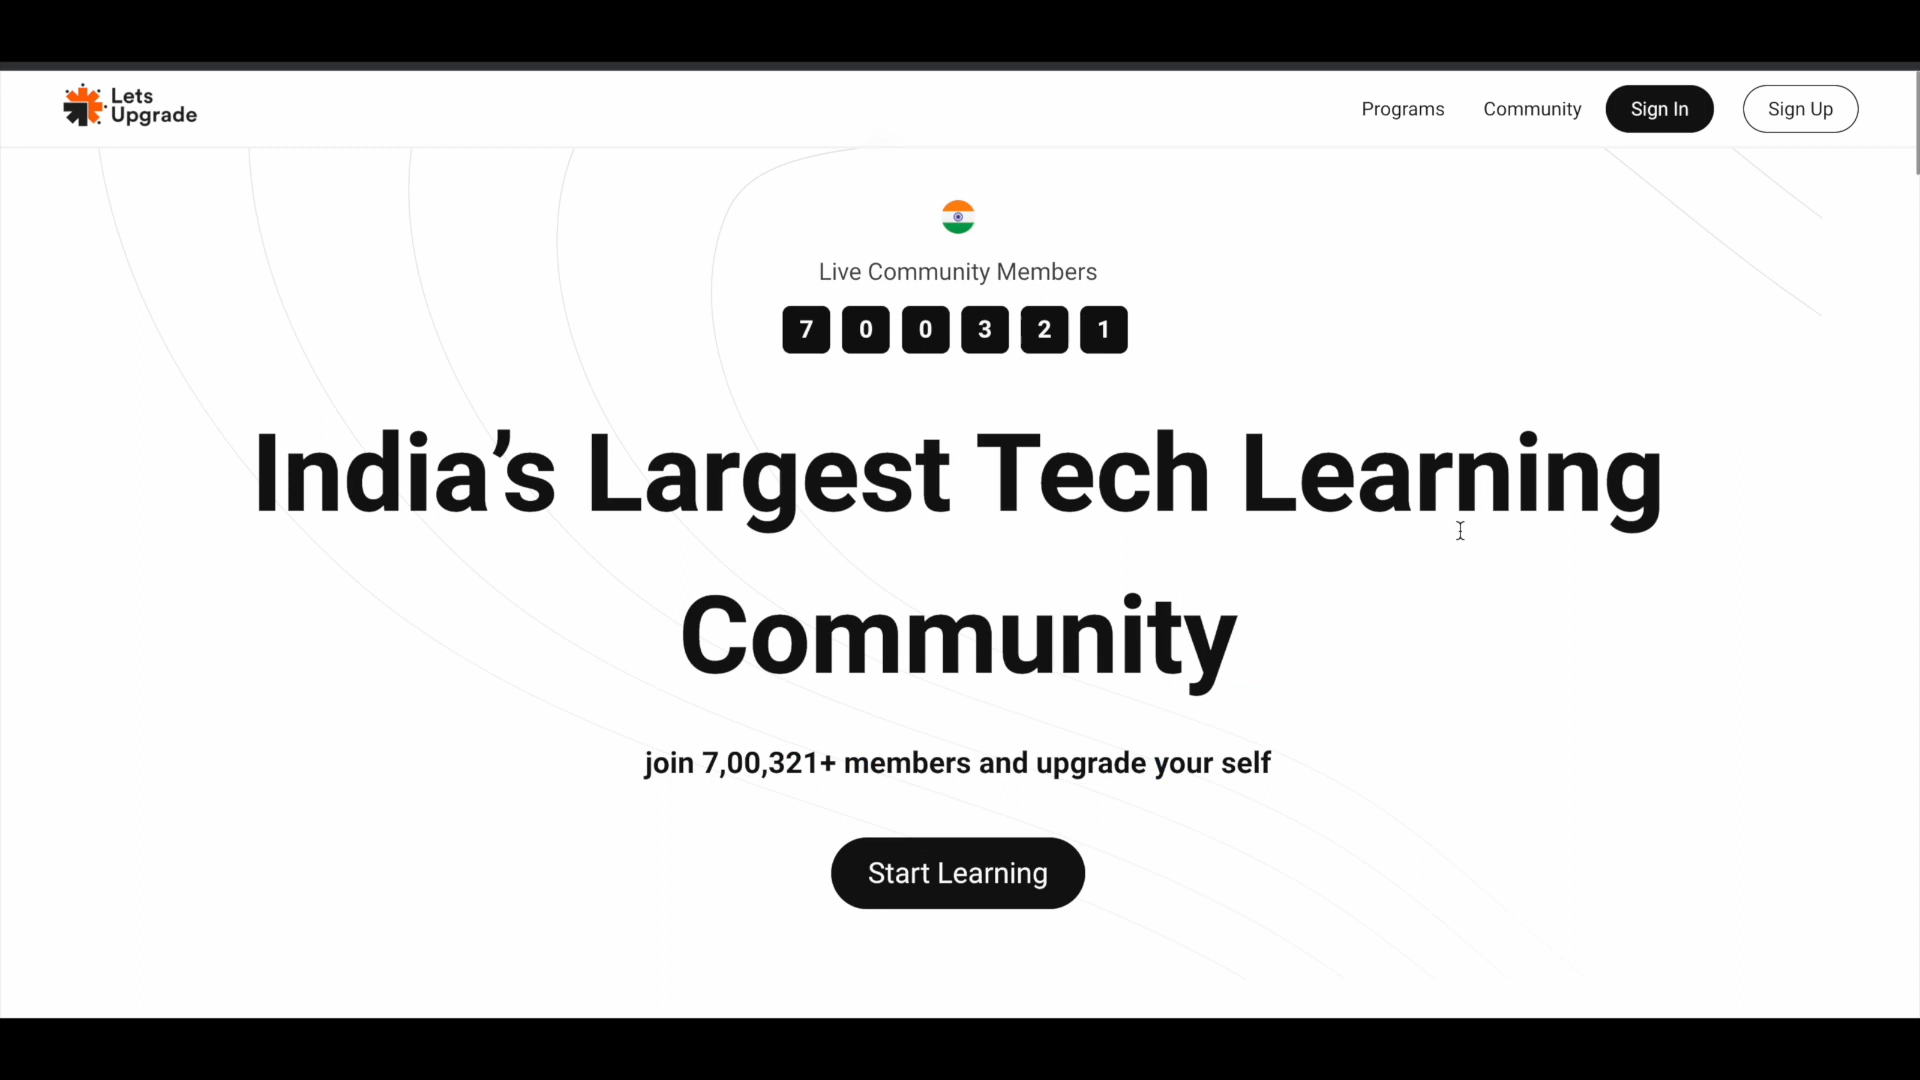 Lets
Upgrade
Programs
Community
Sign In
Sign Up
Live Community Members
7 0 0 3 2 1
India’s Largest Tech Learning
Community
join 7,00,321+ members and upgrade your self
Start Learning